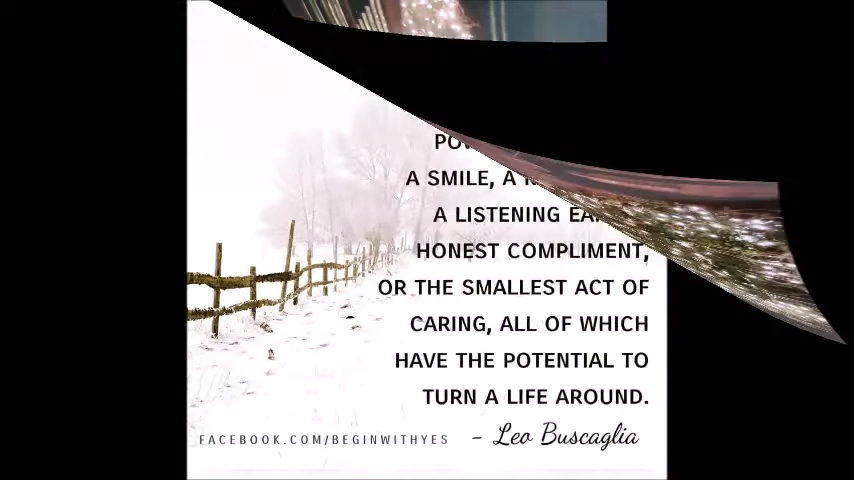 A SMILE, A
A LISTENING
HONEST COMPLIMENT,
OR THE SMALLEST ACT OF
CARING, ALL OF WHICH
HAVE THE POTENTIAL TO
TURN A LIFE AROUND.
FACEBOOK.COM/BEGINWITHYES - Leo Buscaglia